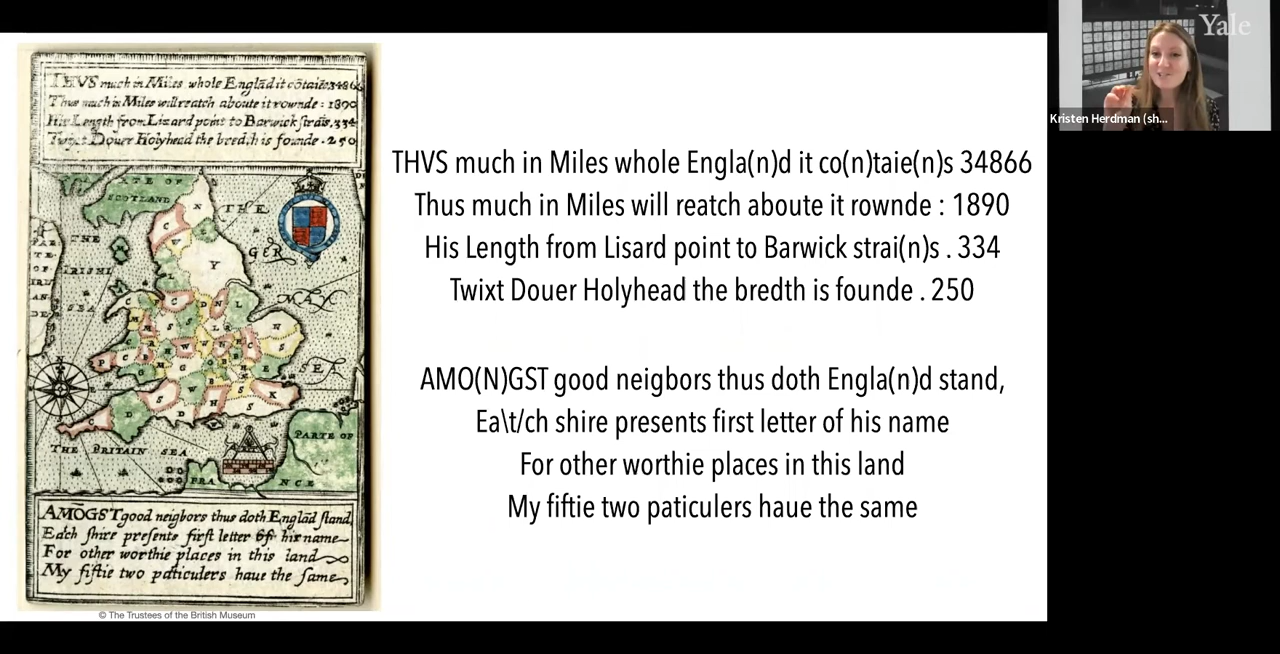 THVS much in Miles whole Englād it cōtaiēs 34866
Thus much in Miles will reatch aboute it rownde : 1890
His Length from Lisard point to Barwick straīs . 334
Twixt Douer Holyhead the bredth is founde . 250
SCOTLAND
N
THE
GER
THE
IRISHE
SEA
Y
NAY
SEA
N
THE BRITAIN SEA
PARTE OF
FRA NCE
AMŌGST good neigbors thus doth Englād stand,
Each shire presents first letter of his name
For other worthie places in this land
My fiftie two paticulers haue the same
© The Trustees of the British Museum
THVS much in Miles whole Engla(n)d it co(n)taie(n)s 34866
Thus much in Miles will reatch aboute it rownde : 1890
His Length from Lisard point to Barwick strai(n)s . 334
Twixt Douer Holyhead the bredth is founde . 250
AMO(N)GST good neigbors thus doth Engla(n)d stand,
Ea\t/ch shire presents first letter of his name
For other worthie places in this land
My fiftie two paticulers haue the same
Yale
Kristen Herdman (sh...